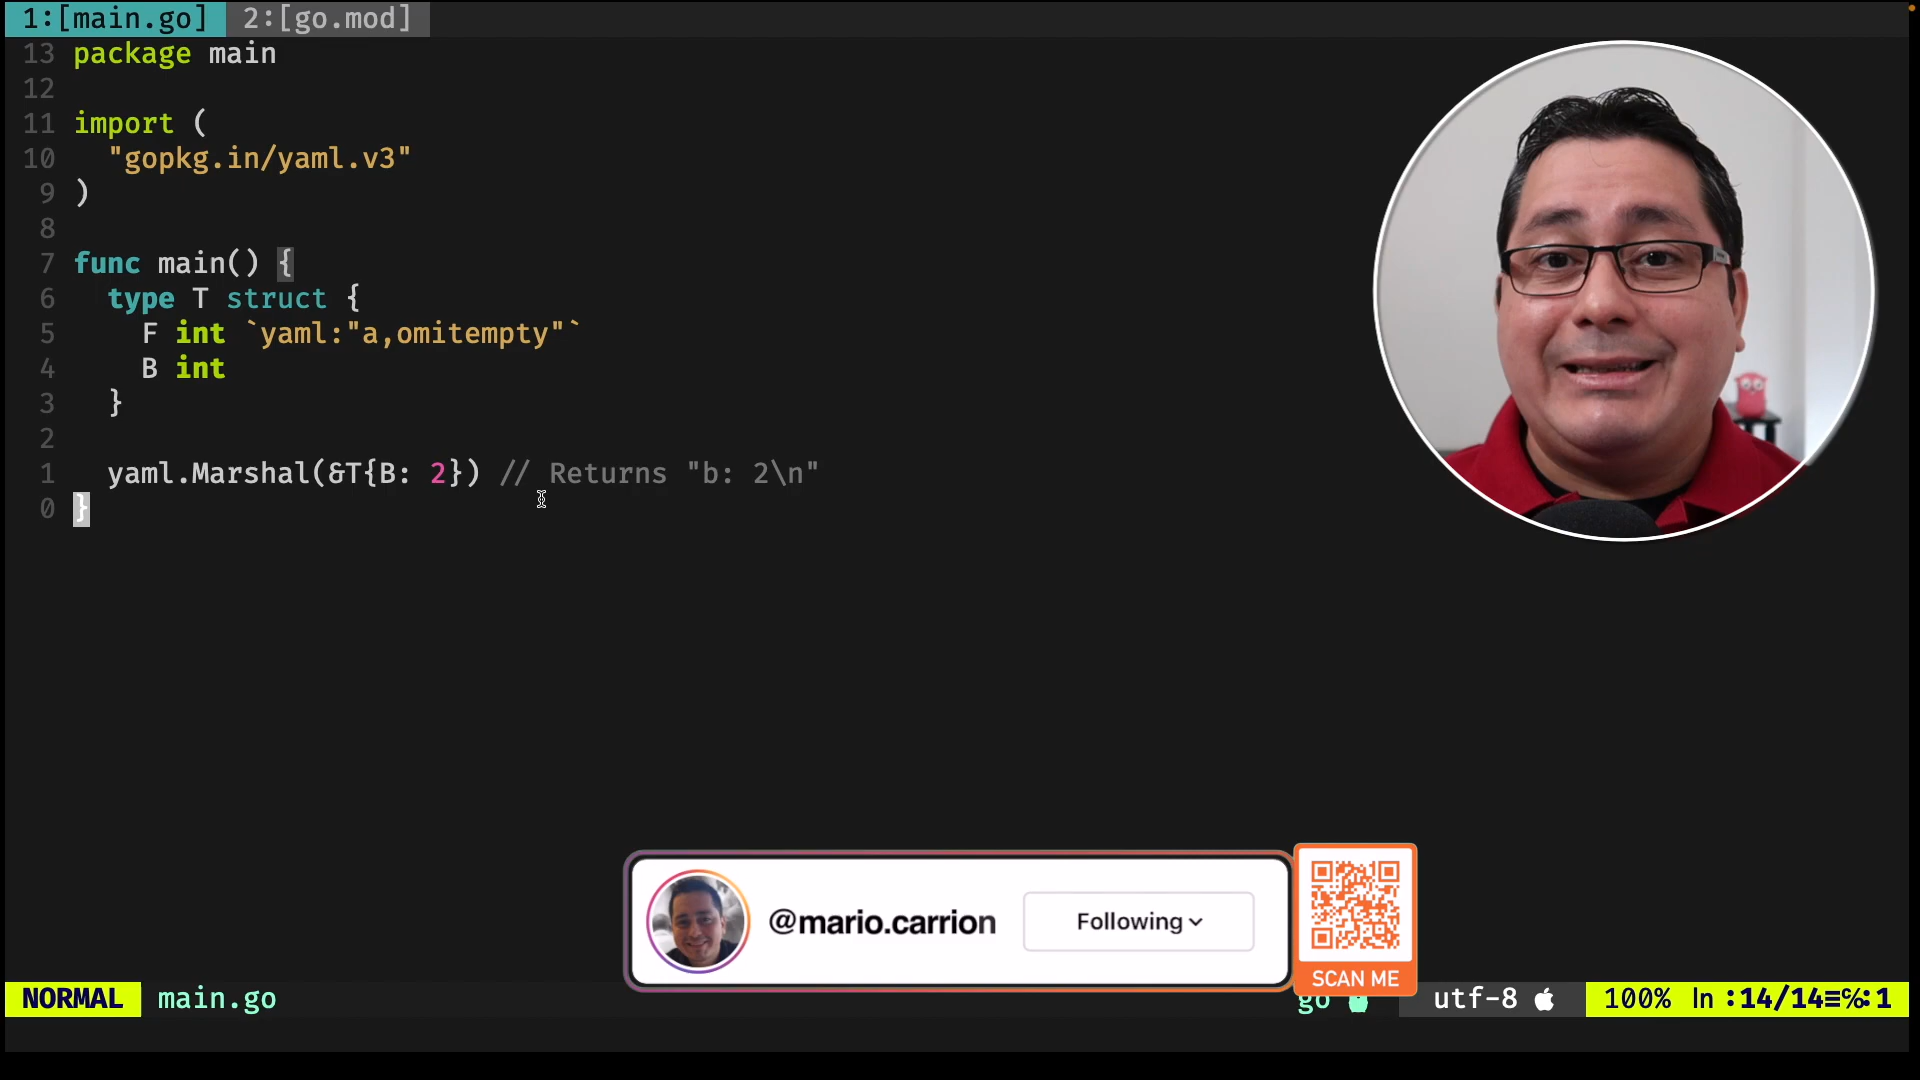 1:[main.go] 2:[go.mod]
13 package main
12
11 import (
10 "gopkg.in/yaml.v3"
9 )
8
7 func main() {
6 type T struct {
5 F int `yaml:"a,omitempty"`
4 B int
3 }
2
1 yaml.Marshal(&T{B: 2}) // Returns "b: 2\n"
0 }
@mario.carrion Following
SCAN ME
NORMAL main.go go utf-8 100% ln :14/14≡%:1